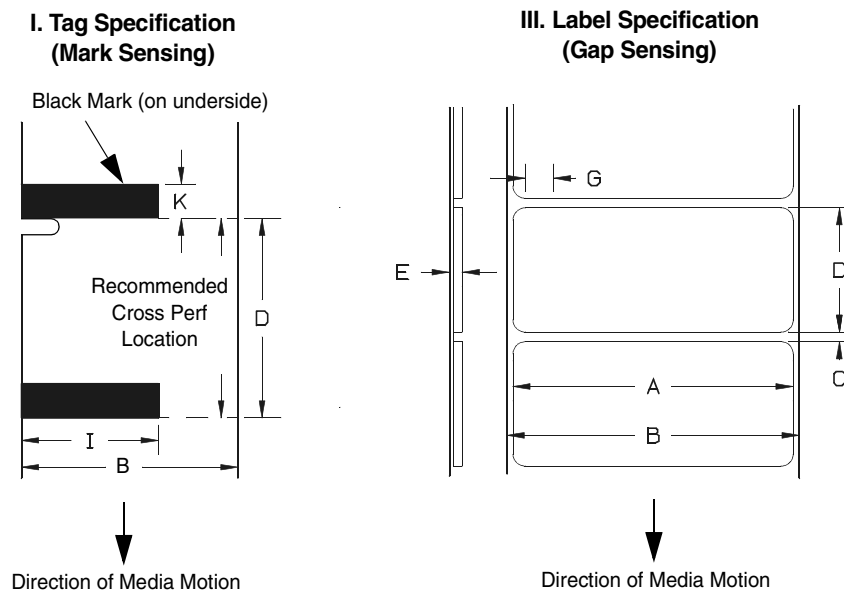 I. Tag Specification
(Mark Sensing)
Black Mark (on underside)
K
Recommended
Cross Perf
Location
D
I
B
Direction of Media Motion
III. Label Specification
(Gap Sensing)
G
E
D
C
A
B
Direction of Media Motion